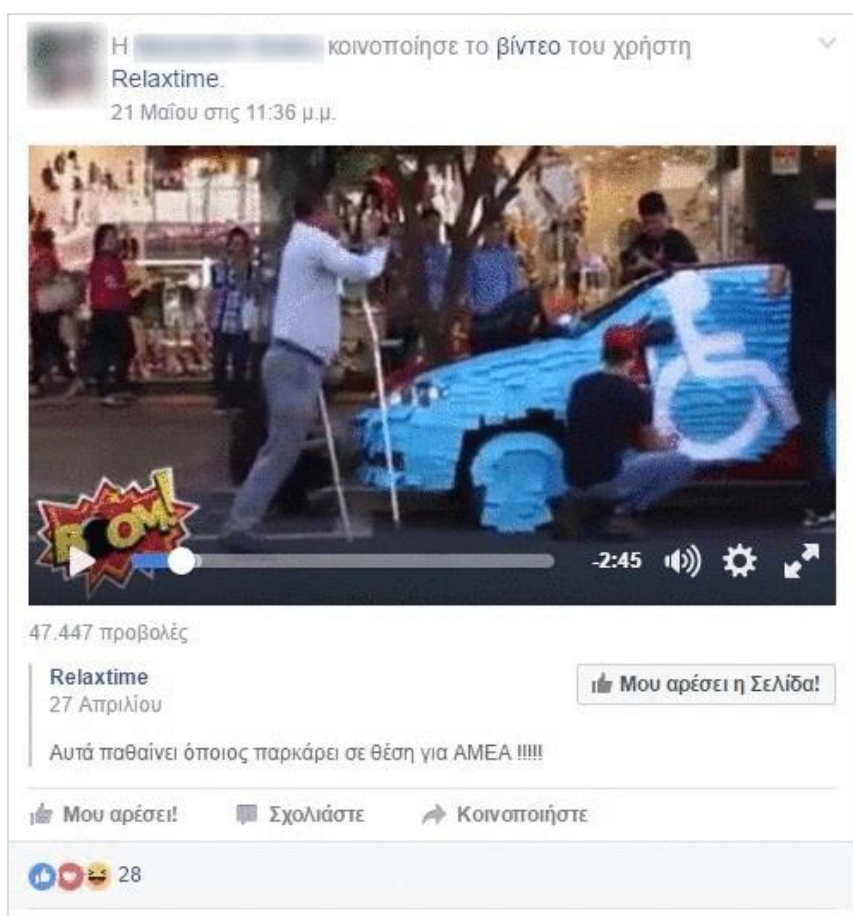 Η κοινοποίησε το βίντεο του χρήστη
Relaxtime.
21 Μαΐου στις 11:36 μ.μ.
BOOM!
-2:45
47.447 προβολές
Relaxtime
27 Απριλίου
Μου αρέσει η Σελίδα!
Αυτά παθαίνει όποιος παρκάρει σε θέση για ΑΜΕΑ !!!!!
Μου αρέσει! Σχολιάστε Κοινοποιήστε
28